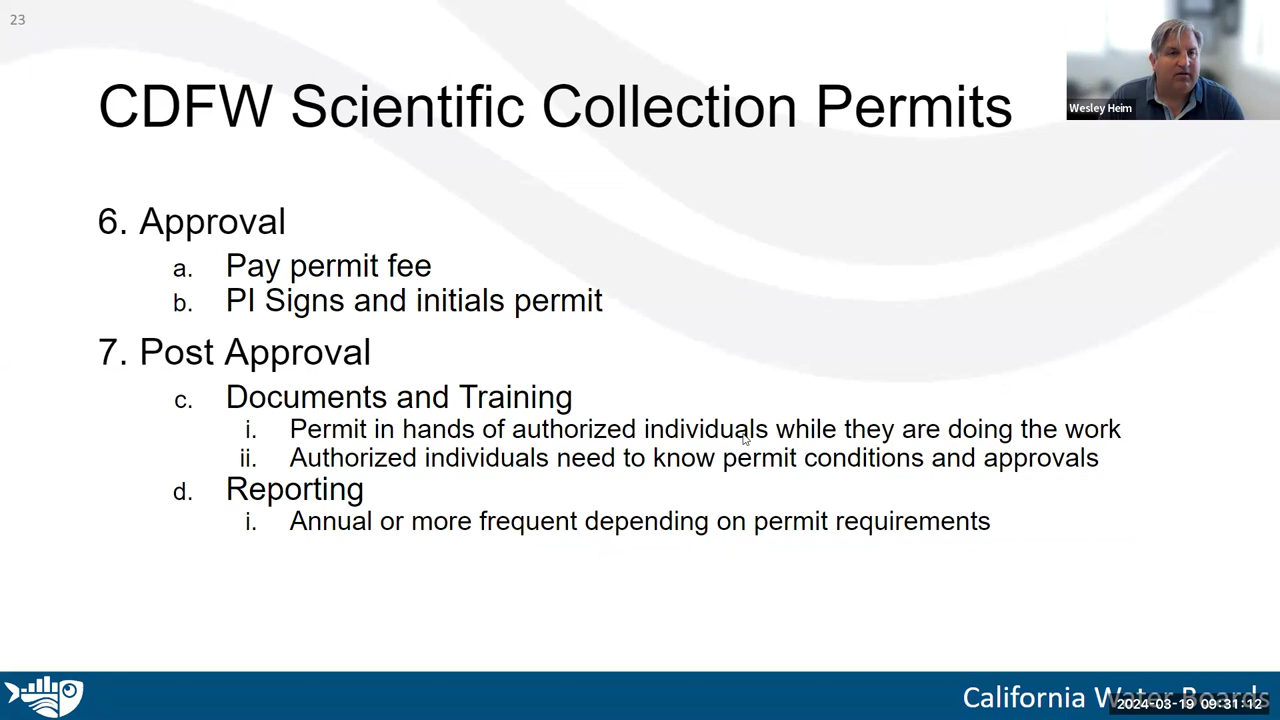 23
CDFW Scientific Collection Permits
Wesley Heim
6. Approval
a. Pay permit fee
b. PI Signs and initials permit
7. Post Approval
c. Documents and Training
i. Permit in hands of authorized individuals while they are doing the work
ii. Authorized individuals need to know permit conditions and approvals
d. Reporting
i. Annual or more frequent depending on permit requirements
California Water Boards
2024-03-19 09:31:12